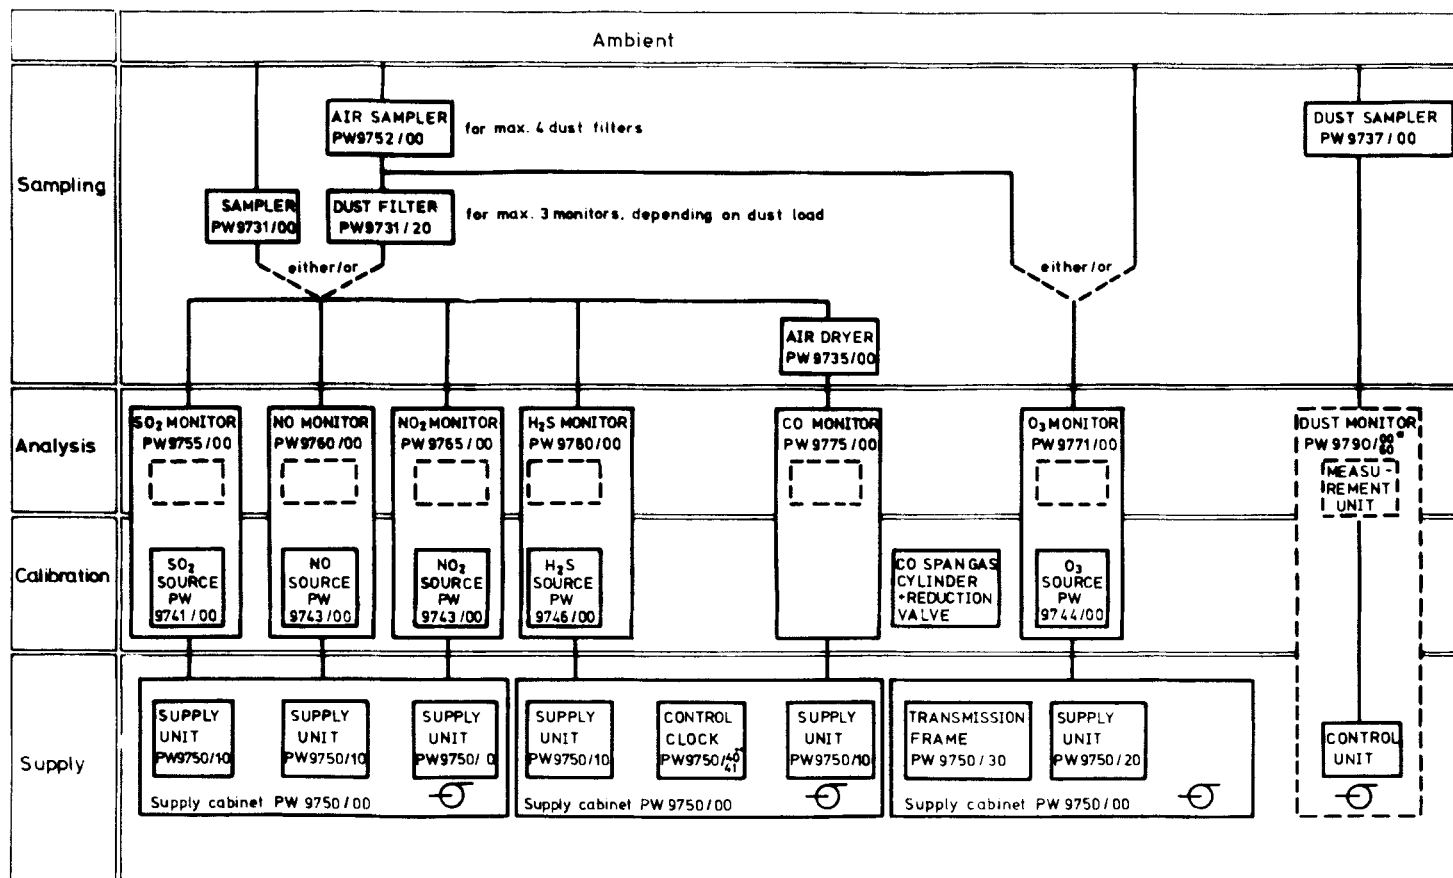 Ambient
Sampling
AIR SAMPLER
PW9752/00
for max. 4 dust filters
DUST SAMPLER
PW9737/00
SAMPLER
PW9731/00
DUST FILTER
PW9731/20
for max. 3 monitors, depending on dust load
either/or
either/or
AIR DRYER
PW9735/00
Analysis
SO2 MONITOR
PW9755/00
NO MONITOR
PW9760/00
NO2 MONITOR
PW9765/00
H2S MONITOR
PW9780/00
CO MONITOR
PW9775/00
O3 MONITOR
PW9771/00
DUST MONITOR
PW9790/
MEASU-
REMENT
UNIT
Calibration
SO2
SOURCE
PW
9741/00
NO
SOURCE
PW
9743/00
NO2
SOURCE
PW
9743/00
H2S
SOURCE
PW
9746/00
CO SPANGAS
CYLINDER
+REDUCTION
VALVE
O3
SOURCE
PW
9744/00
Supply
SUPPLY
UNIT
PW9750/10
SUPPLY
UNIT
PW9750/10
SUPPLY
UNIT
PW9750/ 0
Supply cabinet PW 9750/00
SUPPLY
UNIT
PW9750/10
CONTROL
CLOCK
PW9750/40
41
SUPPLY
UNIT
PW9750/10
Supply cabinet PW 9750/00
TRANSMISSION
FRAME
PW 9750/30
SUPPLY
UNIT
PW9750/20
Supply cabinet PW 9750/00
CONTROL
UNIT